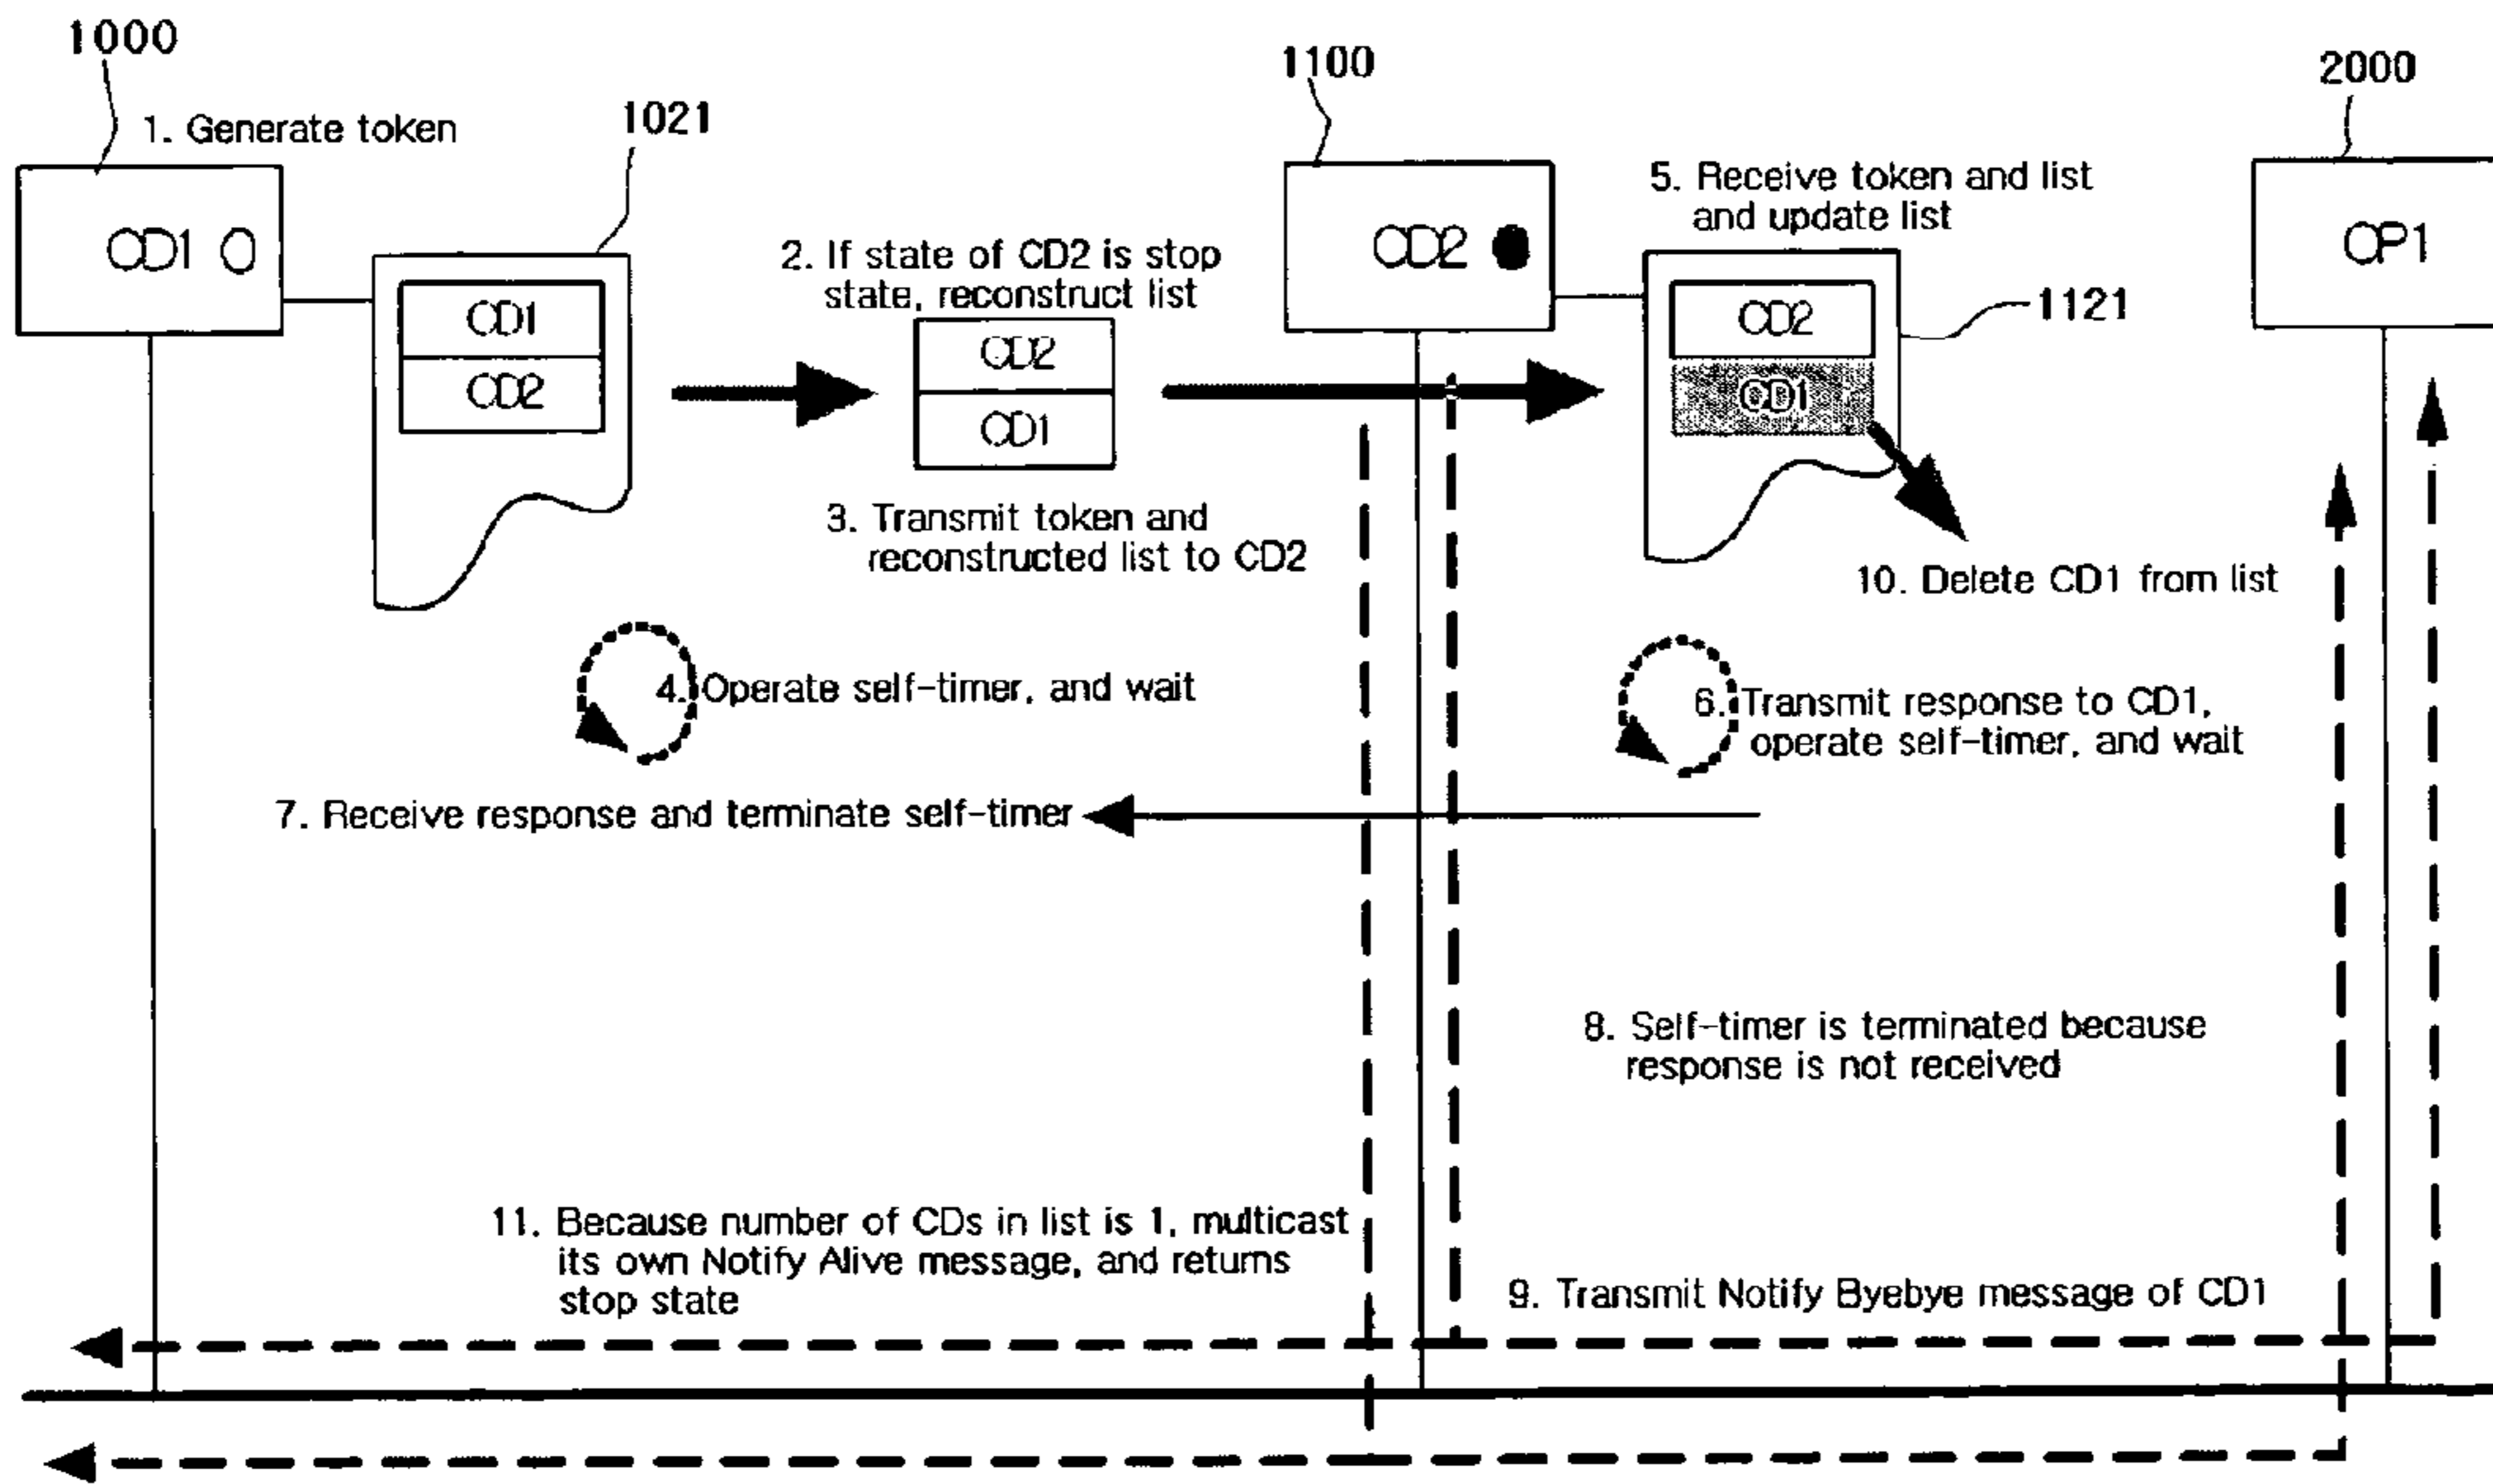 1000
1100
2000
1. Generate token
1021
5. Receive token and list
and update list
CD1
CD2
CP1
2. If state of CD2 is stop
state, reconstruct list
CD1
CD2
CD2
CD1
CD2
CD1
1121
3. Transmit token and
reconstructed list to CD2
10. Delete CD1 from list
4. Operate self-timer, and wait
6. Transmit response to CD1,
operate self-timer, and wait
7. Receive response and terminate self-timer
8. Self-timer is terminated because
response is not received
11. Because number of CDs in list is 1, multicast
its own Notify Alive message, and returns
stop state
9. Transmit Notify Byebye message of CD1